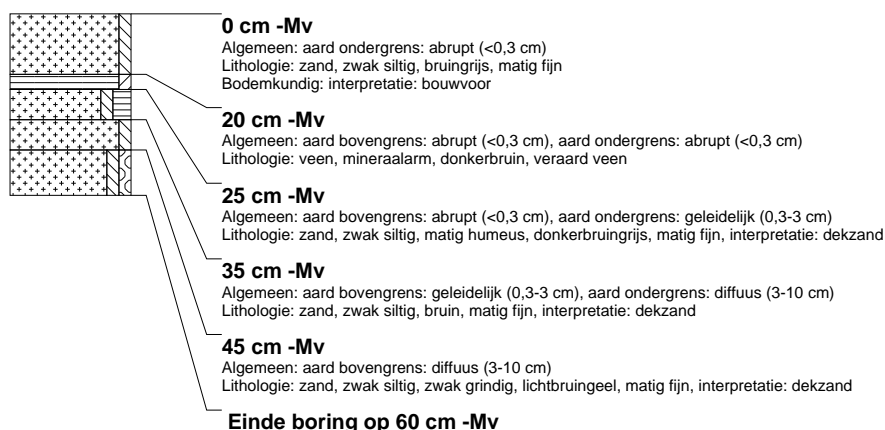 0 cm -Mv
Algemeen: aard ondergrens: abrupt (<0,3 cm)
Lithologie: zand, zwak siltig, bruingrijs, matig fijn
Bodemkundig: interpretatie: bouwvoor
20 cm -Mv
Algemeen: aard bovengrens: abrupt (<0,3 cm), aard ondergrens: abrupt (<0,3 cm)
Lithologie: veen, mineraalarm, donkerbruin, veraard veen
25 cm -Mv
Algemeen: aard bovengrens: abrupt (<0,3 cm), aard ondergrens: geleidelijk (0,3-3 cm)
Lithologie: zand, zwak siltig, matig humeus, donkerbruingrijs, matig fijn, interpretatie: dekzand
35 cm -Mv
Algemeen: aard bovengrens: geleidelijk (0,3-3 cm), aard ondergrens: diffuus (3-10 cm)
Lithologie: zand, zwak siltig, bruin, matig fijn, interpretatie: dekzand
45 cm -Mv
Algemeen: aard bovengrens: diffuus (3-10 cm)
Lithologie: zand, zwak siltig, zwak grindig, lichtbruingeel, matig fijn, interpretatie: dekzand
Einde boring op 60 cm -Mv